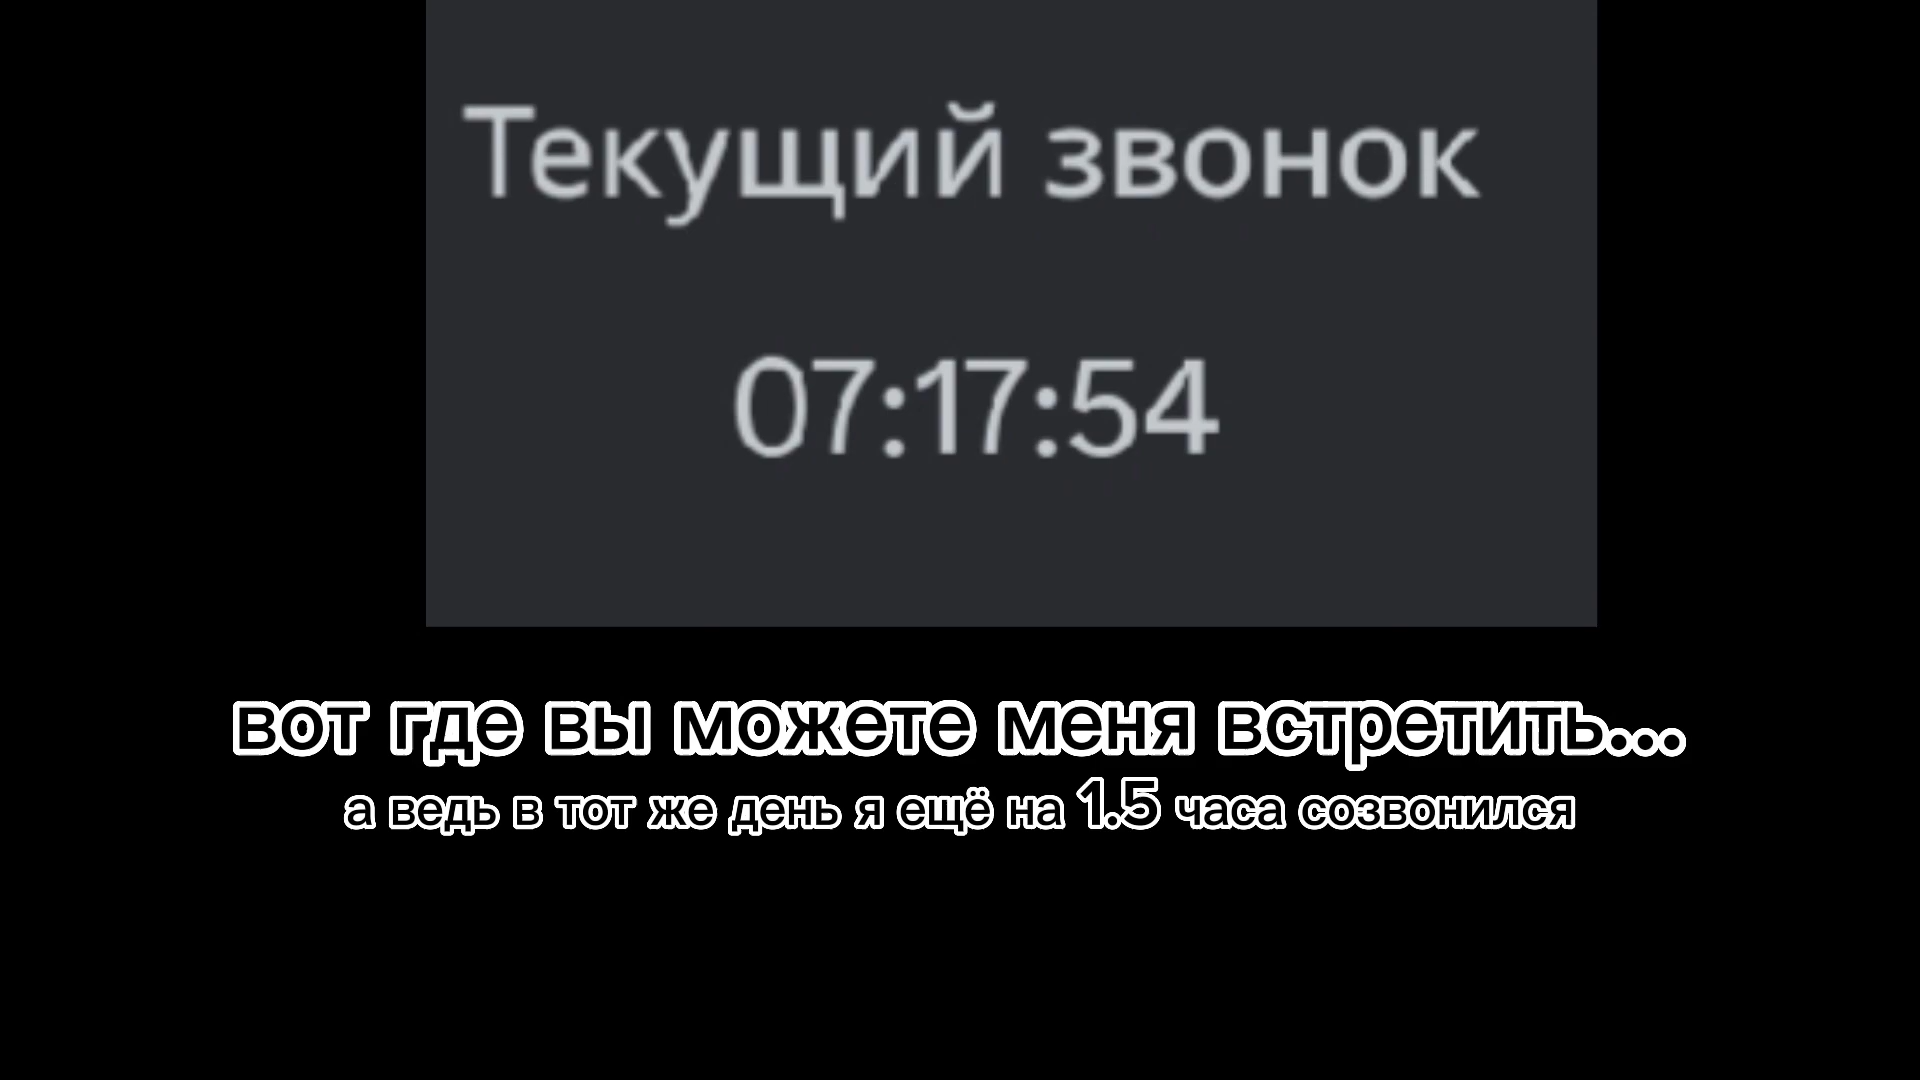 Текущий звонок
07:17:54
вот где вы можете меня встретить...
а ведь в тот же день я ещё на 1.5 часа созвонился